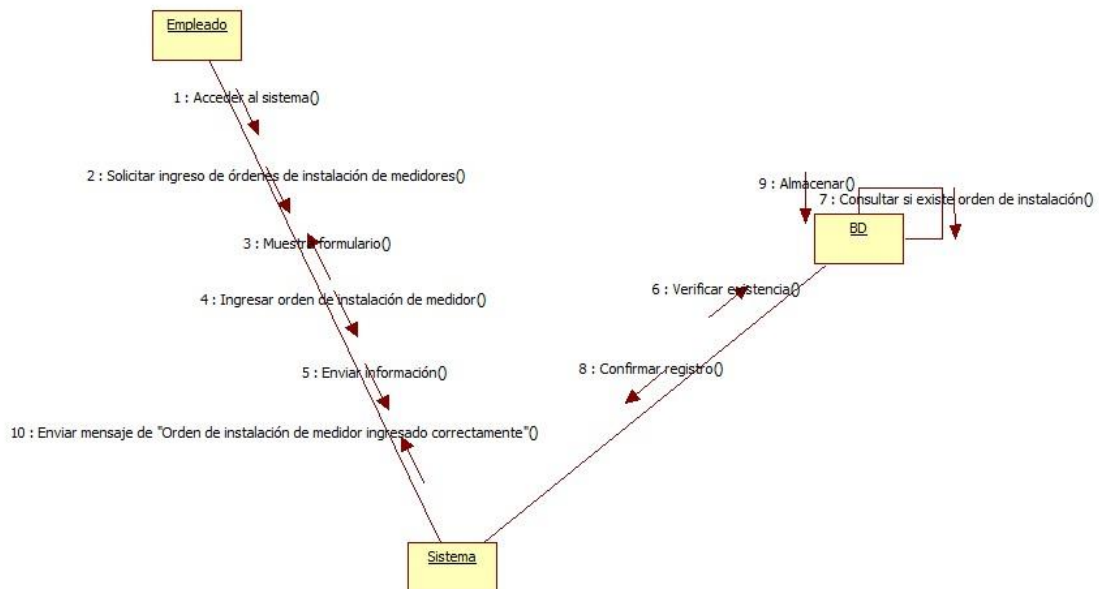 Empleado
1 : Acceder al sistema()
2 : Solicitar ingreso de órdenes de instalación de medidores()
9 : Almacenar()
7 : Consultar si existe orden de instalación()
BD
3 : Muestra formulario()
6 : Verificar existencia()
4 : Ingresar orden de instalación de medidor()
5 : Enviar información()
8 : Confirmar registro()
10 : Enviar mensaje de "Orden de instalación de medidor ingresado correctamente"()
Sistema